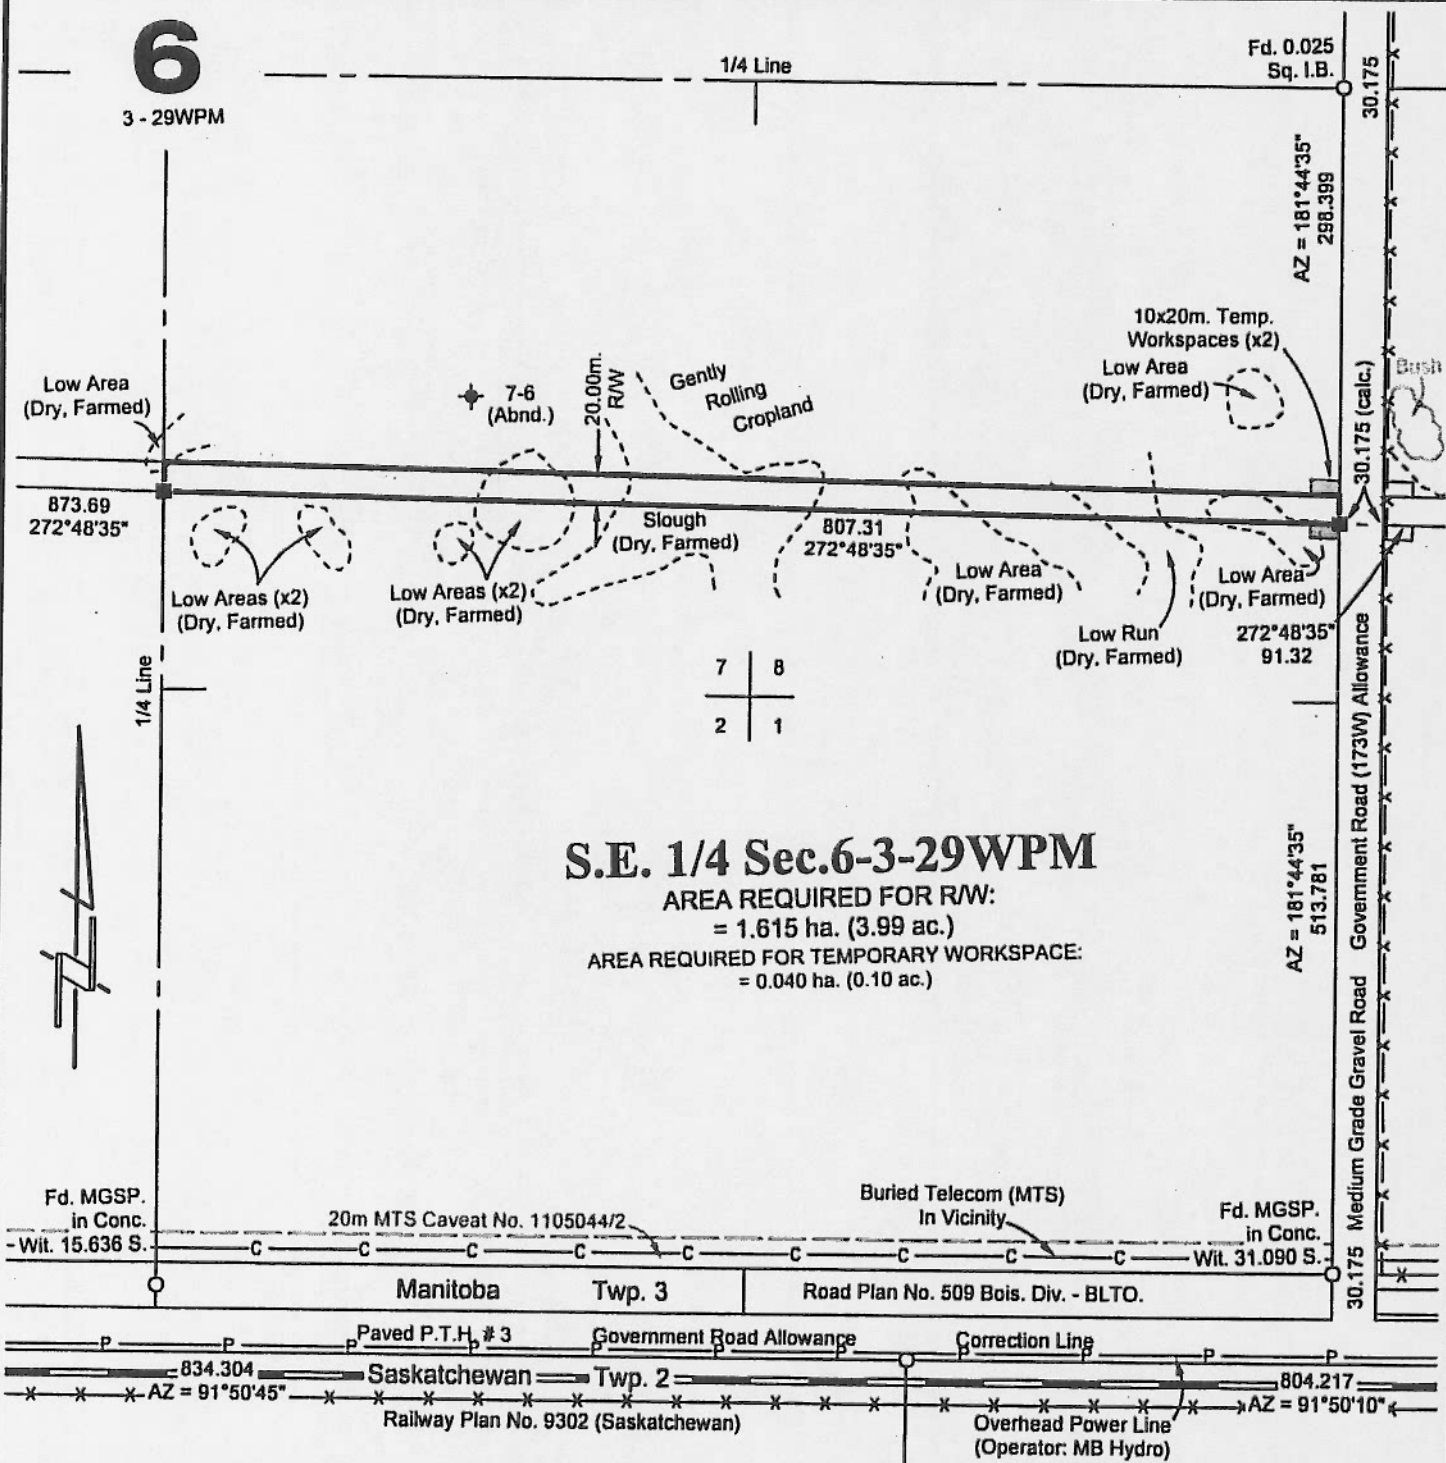 6
3 - 29WPM
1/4 Line
Fd. 0.025
Sq. I.B.
30.175
AZ = 181°44'35"
298.399
10x20m. Temp.
Workspaces (x2)
Low Area
(Dry, Farmed)
30.175 (calc.)
Bush
Low Area
(Dry, Farmed)
7-6
(Abnd.)
20.00m.
R/W
Gently
Rolling
Cropland
873.69
272°48'35"
Slough
(Dry, Farmed)
807.31
272°48'35"
Low Areas (x2)
(Dry, Farmed)
Low Areas (x2)
(Dry, Farmed)
Low Area
(Dry, Farmed)
Low Run
(Dry, Farmed)
Low Area
(Dry, Farmed)
272°48'35"
91.32
1/4 Line
7 8
2 1
S.E. 1/4 Sec.6-3-29WPM
AREA REQUIRED FOR R/W:
= 1.615 ha. (3.99 ac.)
AREA REQUIRED FOR TEMPORARY WORKSPACE:
= 0.040 ha. (0.10 ac.)
AZ = 181°44'35"
513.781
Medium Grade Gravel Road Government Road (173W) Allowance
30.175
Fd. MGSP.
in Conc.
Wit. 15.636 S.
20m MTS Caveat No. 1105044/2
Buried Telecom (MTS)
In Vicinity
Fd. MGSP.
in Conc.
Wit. 31.090 S.
C C C C C C C C C
Manitoba Twp. 3 Road Plan No. 509 Bois. Div. - BLTO.
Paved P.T.H. # 3 Government Road Allowance Correction Line
P P P P P P P P P P P
834.304 Saskatchewan Twp. 2 804.217
AZ = 91°50'45" AZ = 91°50'10"
Railway Plan No. 9302 (Saskatchewan)
Overhead Power Line
(Operator: MB Hydro)